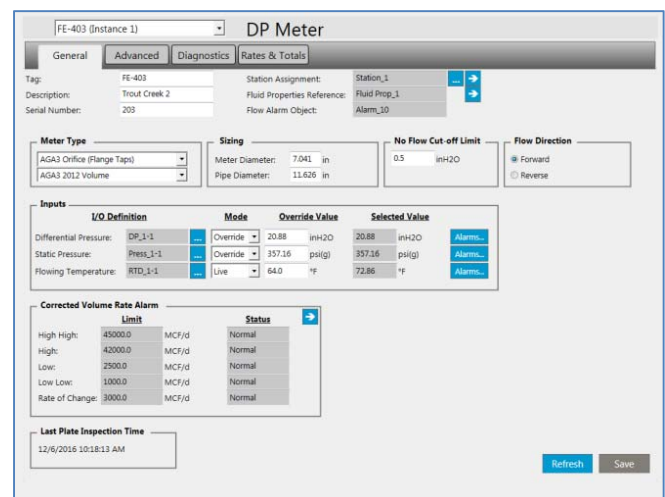 FE-403 (Instance 1) DP Meter
General Advanced Diagnostics Rates & Totals
Tag: FE-403 Station Assignment: Station_1 ...
Description: Trout Creek 2 Fluid Properties Reference: Fluid Prop_1
Serial Number: 203 Flow Alarm Object: Alarm_10
Meter Type Sizing No Flow Cut-off Limit Flow Direction
AGA3 Orifice (Flange Taps) Meter Diameter: 7.041 in 0.5 inH2O Forward
AGA3 2012 Volume Pipe Diameter: 11.626 in Reverse
Inputs
I/O Definition Mode Override Value Selected Value
Differential Pressure: DP_1-1 ... Override 20.88 inH2O 20.88 inH2O Alarms...
Static Pressure: Press_1-1 ... Override 357.16 psi(g) 357.16 psi(g) Alarms...
Flowing Temperature: RTD_1-1 ... Live 64.0 °F 72.86 °F Alarms...
Corrected Volume Rate Alarm
Limit Status
High High: 45000.0 MCF/d Normal
High: 42000.0 MCF/d Normal
Low: 2500.0 MCF/d Normal
Low Low: 1000.0 MCF/d Normal
Rate of Change: 3000.0 MCF/d Normal
Last Plate Inspection Time
12/6/2016 10:18:13 AM
Refresh Save